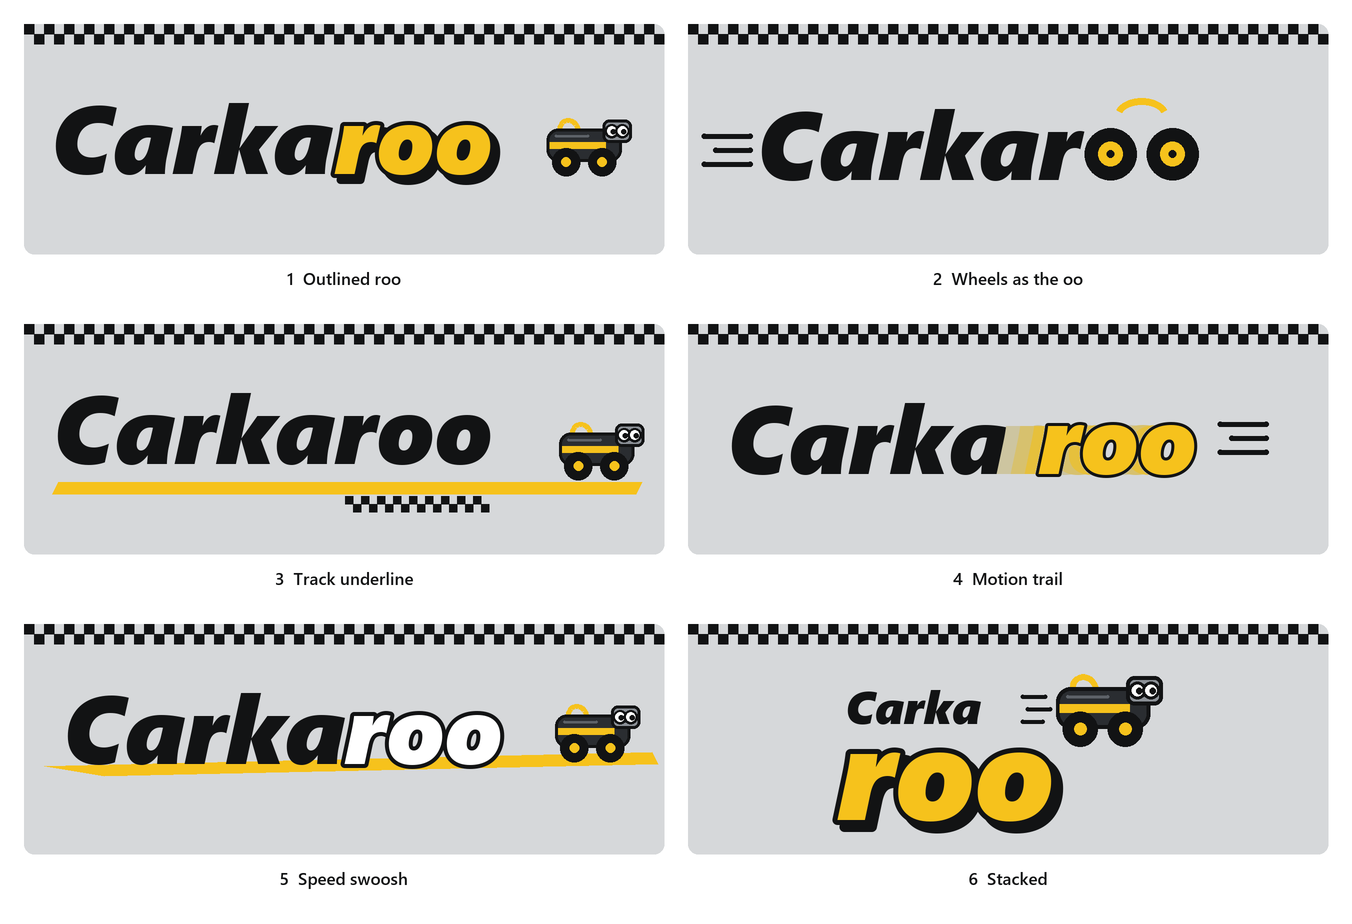 Carkaroo
1 Outlined roo
Carkaroo
2 Wheels as the oo
Carkaroo
3 Track underline
Carkaroo
4 Motion trail
Carkaroo
5 Speed swoosh
Carka
roo
6 Stacked